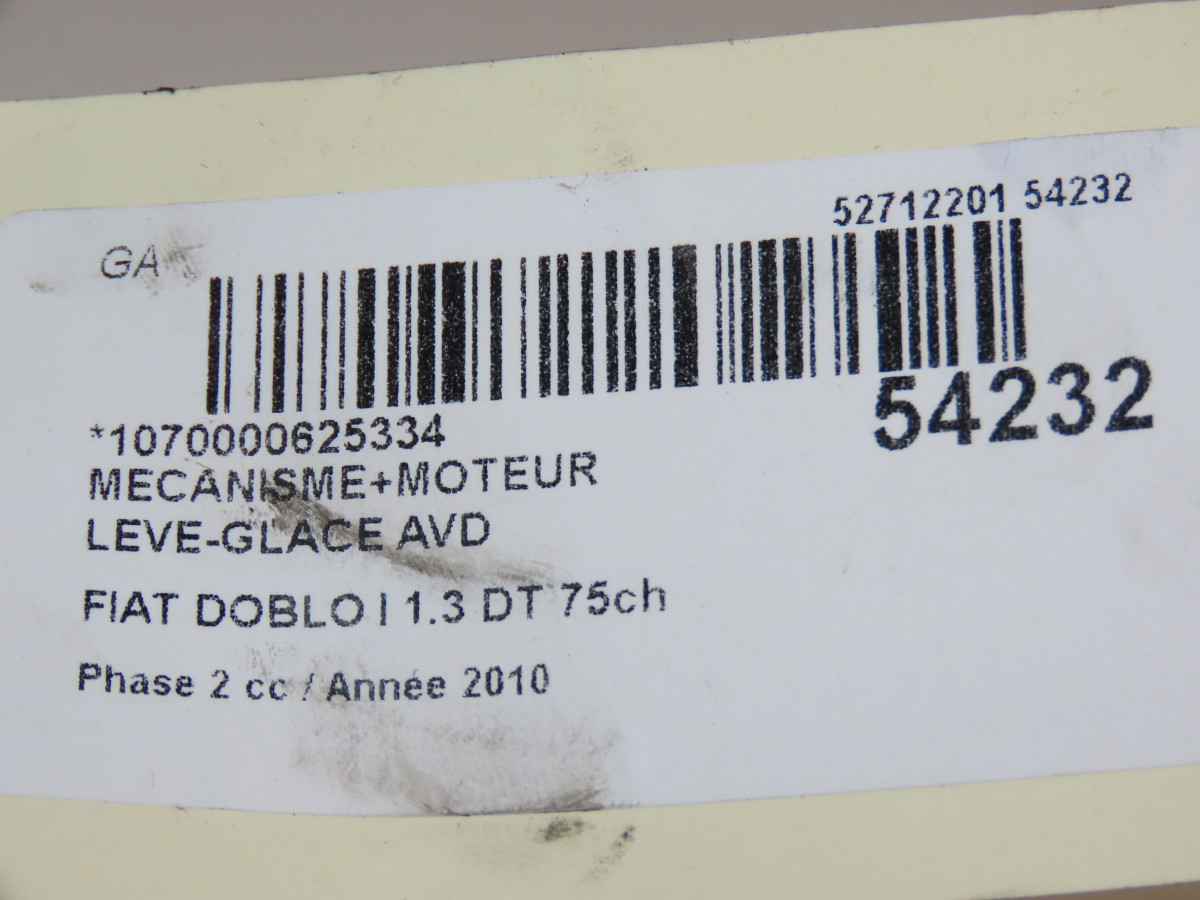 52712201 54232
GA
54232
*1070000625334
MECANISME+MOTEUR
LEVE-GLACE AVD
FIAT DOBLO I 1.3 DT 75ch
Phase 2 cc / Année 2010